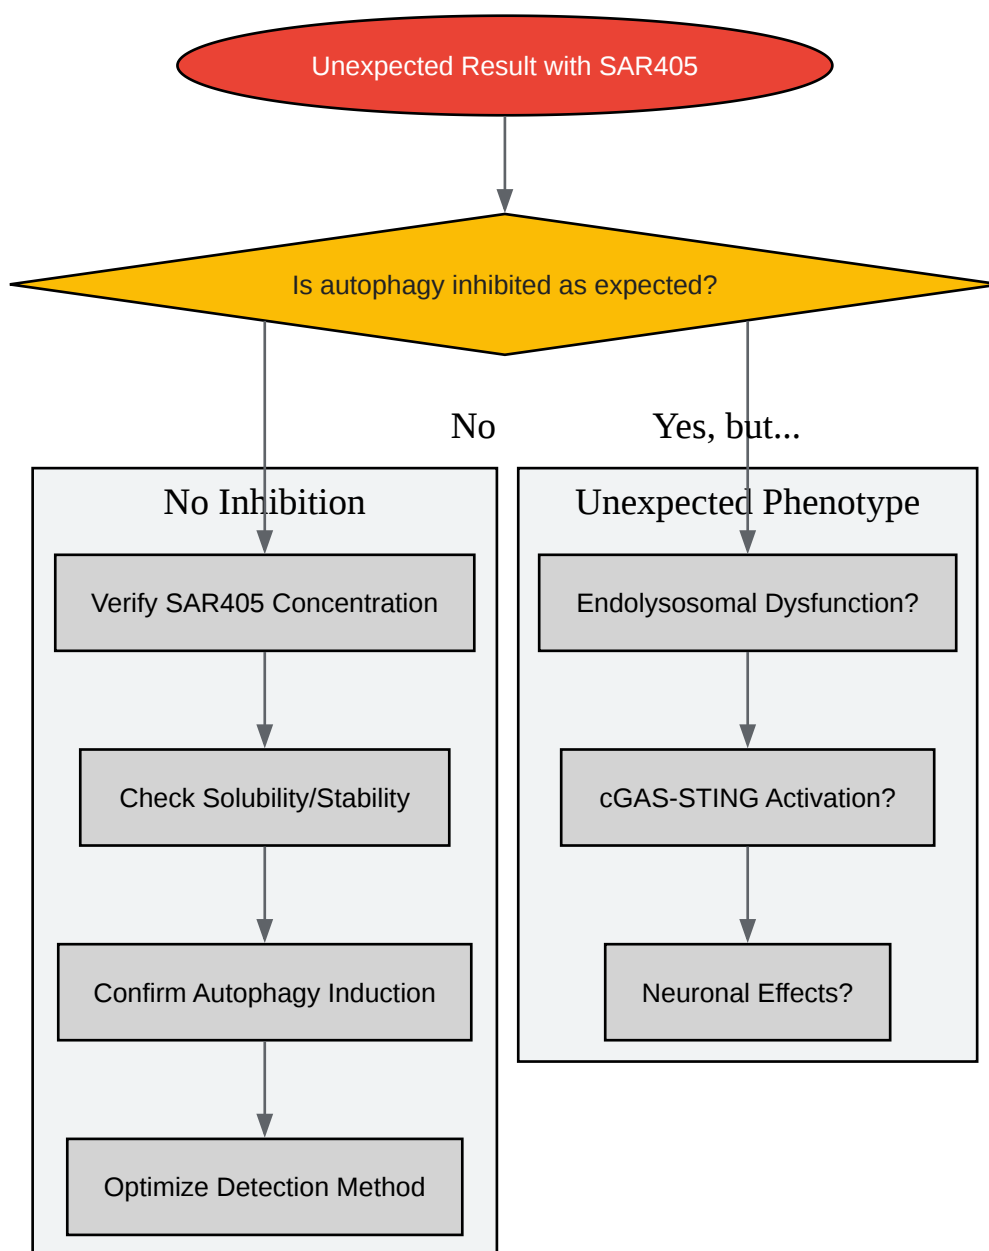 Unexpected Result with SAR405
Is autophagy inhibited as expected?
No
Yes, but...
No Inhibition
Verify SAR405 Concentration
Check Solubility/Stability
Confirm Autophagy Induction
Optimize Detection Method
Unexpected Phenotype
Endolysosomal Dysfunction?
cGAS-STING Activation?
Neuronal Effects?